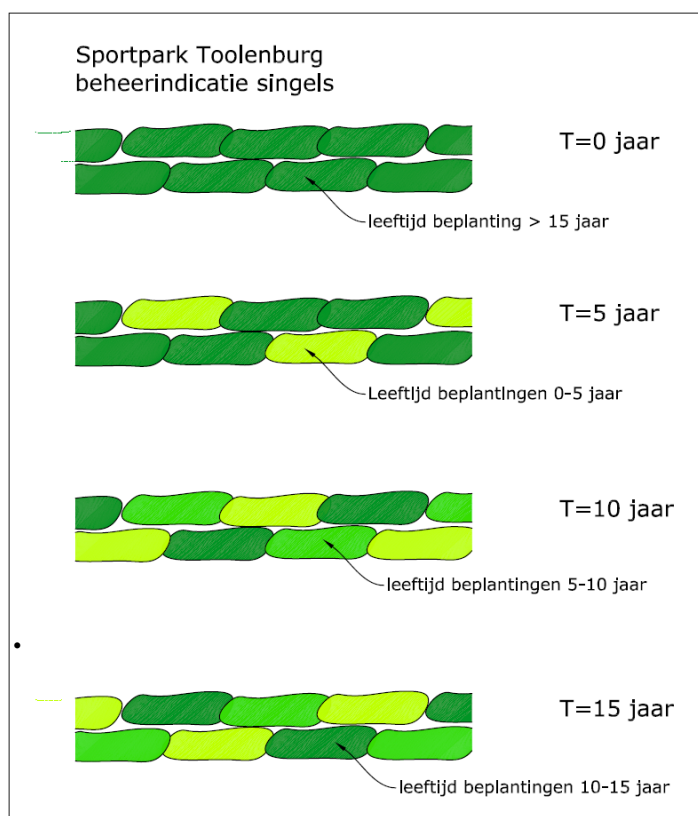 Sportpark Toolenburg
beheerindicatie singels
T=0 jaar
leeftijd beplanting > 15 jaar
T=5 jaar
Leeftijd beplantingen 0-5 jaar
T=10 jaar
leeftijd beplantingen 5-10 jaar
T=15 jaar
leeftijd beplantingen 10-15 jaar